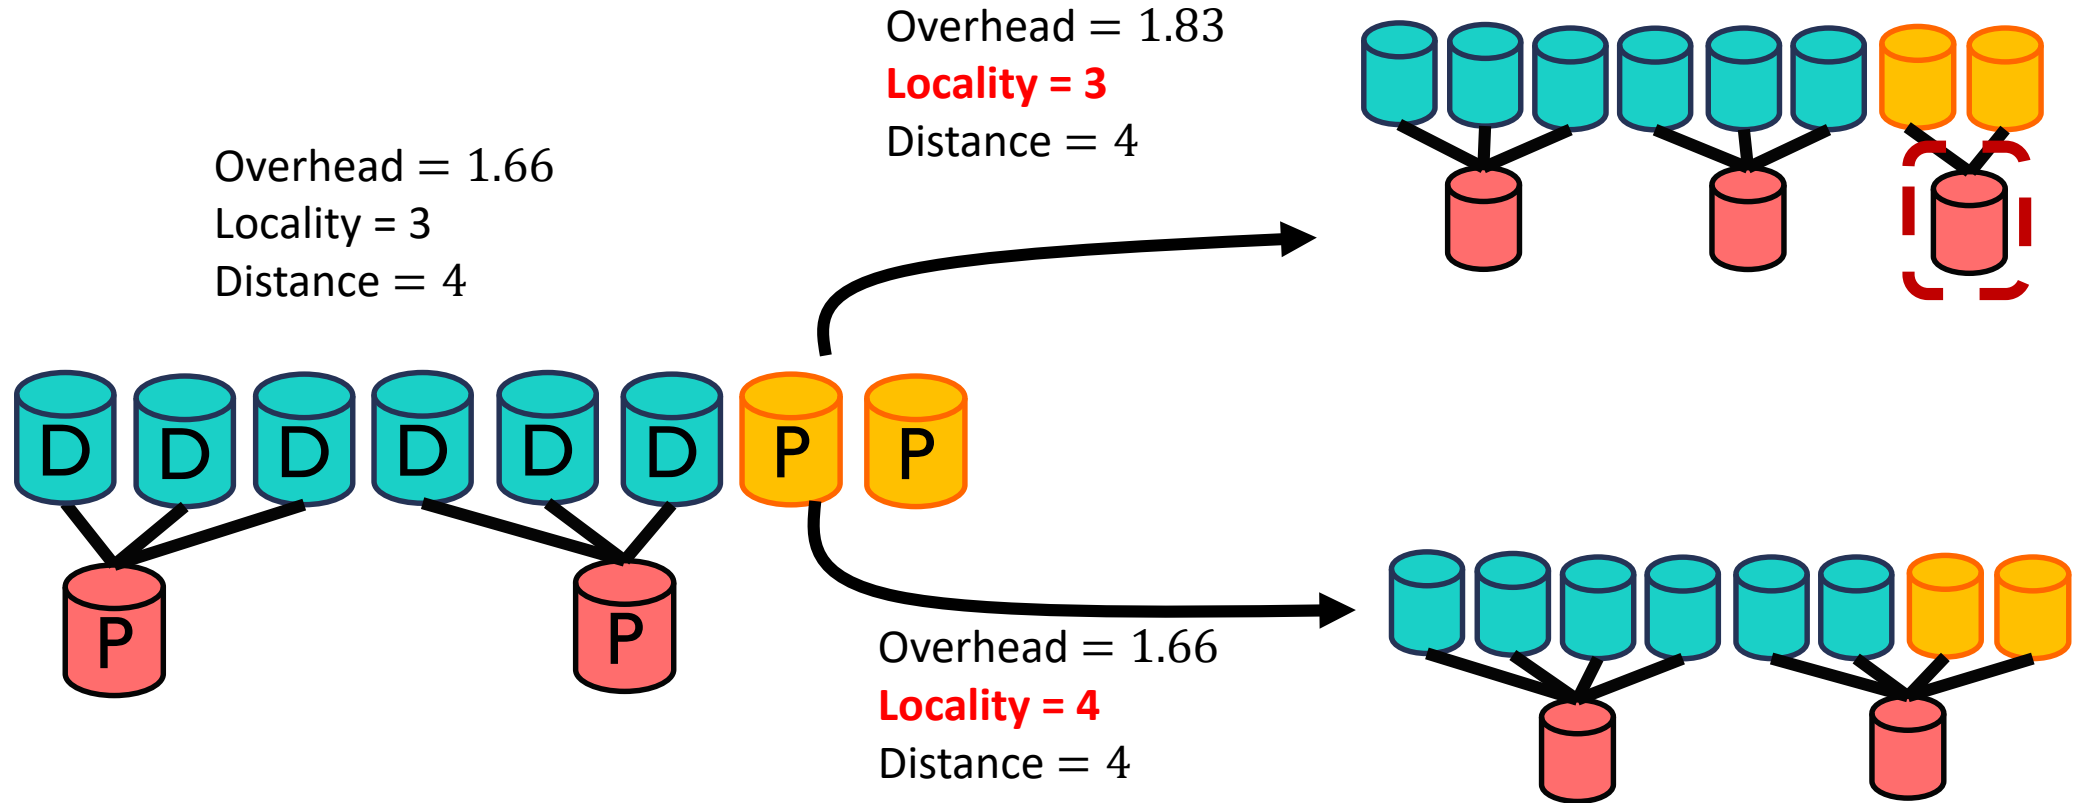 Overhead = 1.83
Locality = 3
Distance = 4
Overhead = 1.66
Locality = 3
Distance = 4
D D D D D D P P
P P
Overhead = 1.66
Locality = 4
Distance = 4